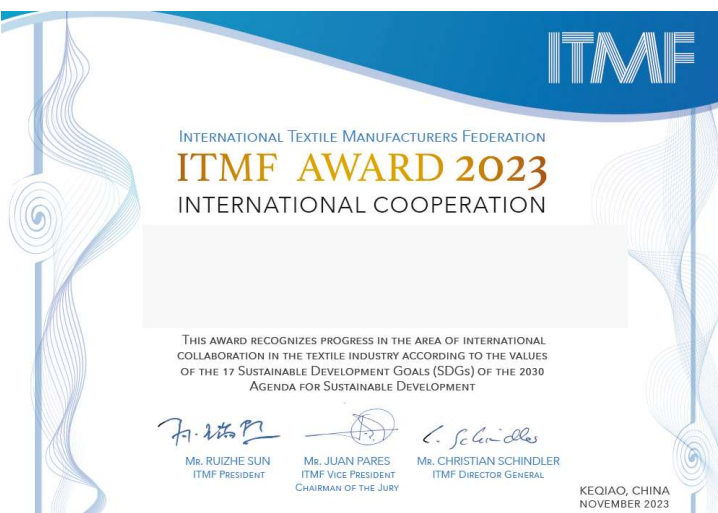 ITMF
INTERNATIONAL TEXTILE MANUFACTURERS FEDERATION
ITMF AWARD 2023
INTERNATIONAL COOPERATION
THIS AWARD RECOGNIZES PROGRESS IN THE AREA OF INTERNATIONAL
COLLABORATION IN THE TEXTILE INDUSTRY ACCORDING TO THE VALUES
OF THE 17 SUSTAINABLE DEVELOPMENT GOALS (SDGS) OF THE 2030
AGENDA FOR SUSTAINABLE DEVELOPMENT
C. Schindler
MR. RUIZHE SUN
ITMF PRESIDENT
MR. JUAN PARES
ITMF VICE PRESIDENT
CHAIRMAN OF THE JURY
MR. CHRISTIAN SCHINDLER
ITMF DIRECTOR GENERAL
KEQIAO, CHINA
NOVEMBER 2023